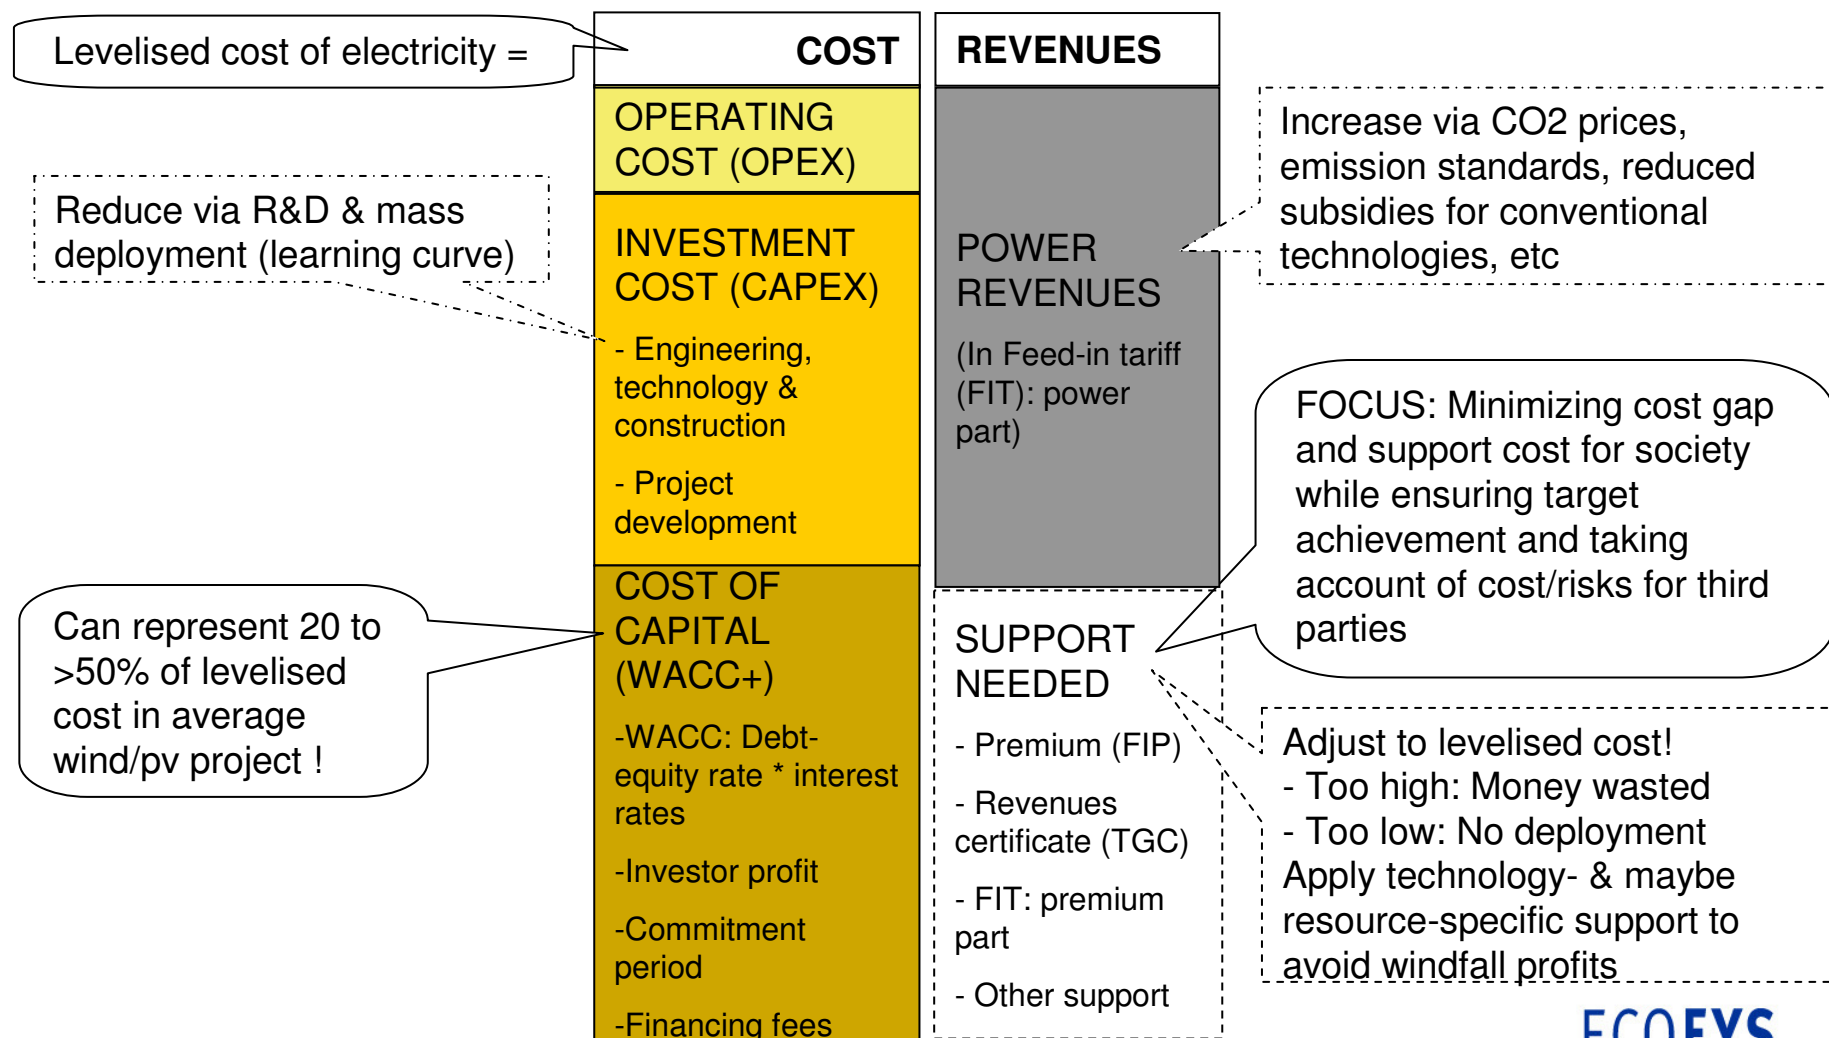 Levelised cost of electricity =
COST
REVENUES
OPERATING
COST (OPEX)
Reduce via R&D & mass
deployment (learning curve)
INVESTMENT
COST (CAPEX)
- Engineering,
technology &
construction
- Project
development
Can represent 20 to
>50% of levelised
cost in average
wind/pv project !
COST OF
CAPITAL
(WACC+)
-WACC: Debt-
equity rate * interest
rates
-Investor profit
-Commitment
period
-Financing fees
POWER
REVENUES
(In Feed-in tariff
(FIT): power
part)
Increase via CO2 prices,
emission standards, reduced
subsidies for conventional
technologies, etc
FOCUS: Minimizing cost gap
and support cost for society
while ensuring target
achievement and taking
account of cost/risks for third
parties
SUPPORT
NEEDED
- Premium (FIP)
- Revenues
certificate (TGC)
- FIT: premium
part
- Other support
Adjust to levelised cost!
- Too high: Money wasted
- Too low: No deployment
Apply technology- & maybe
resource-specific support to
avoid windfall profits
ECOFYS